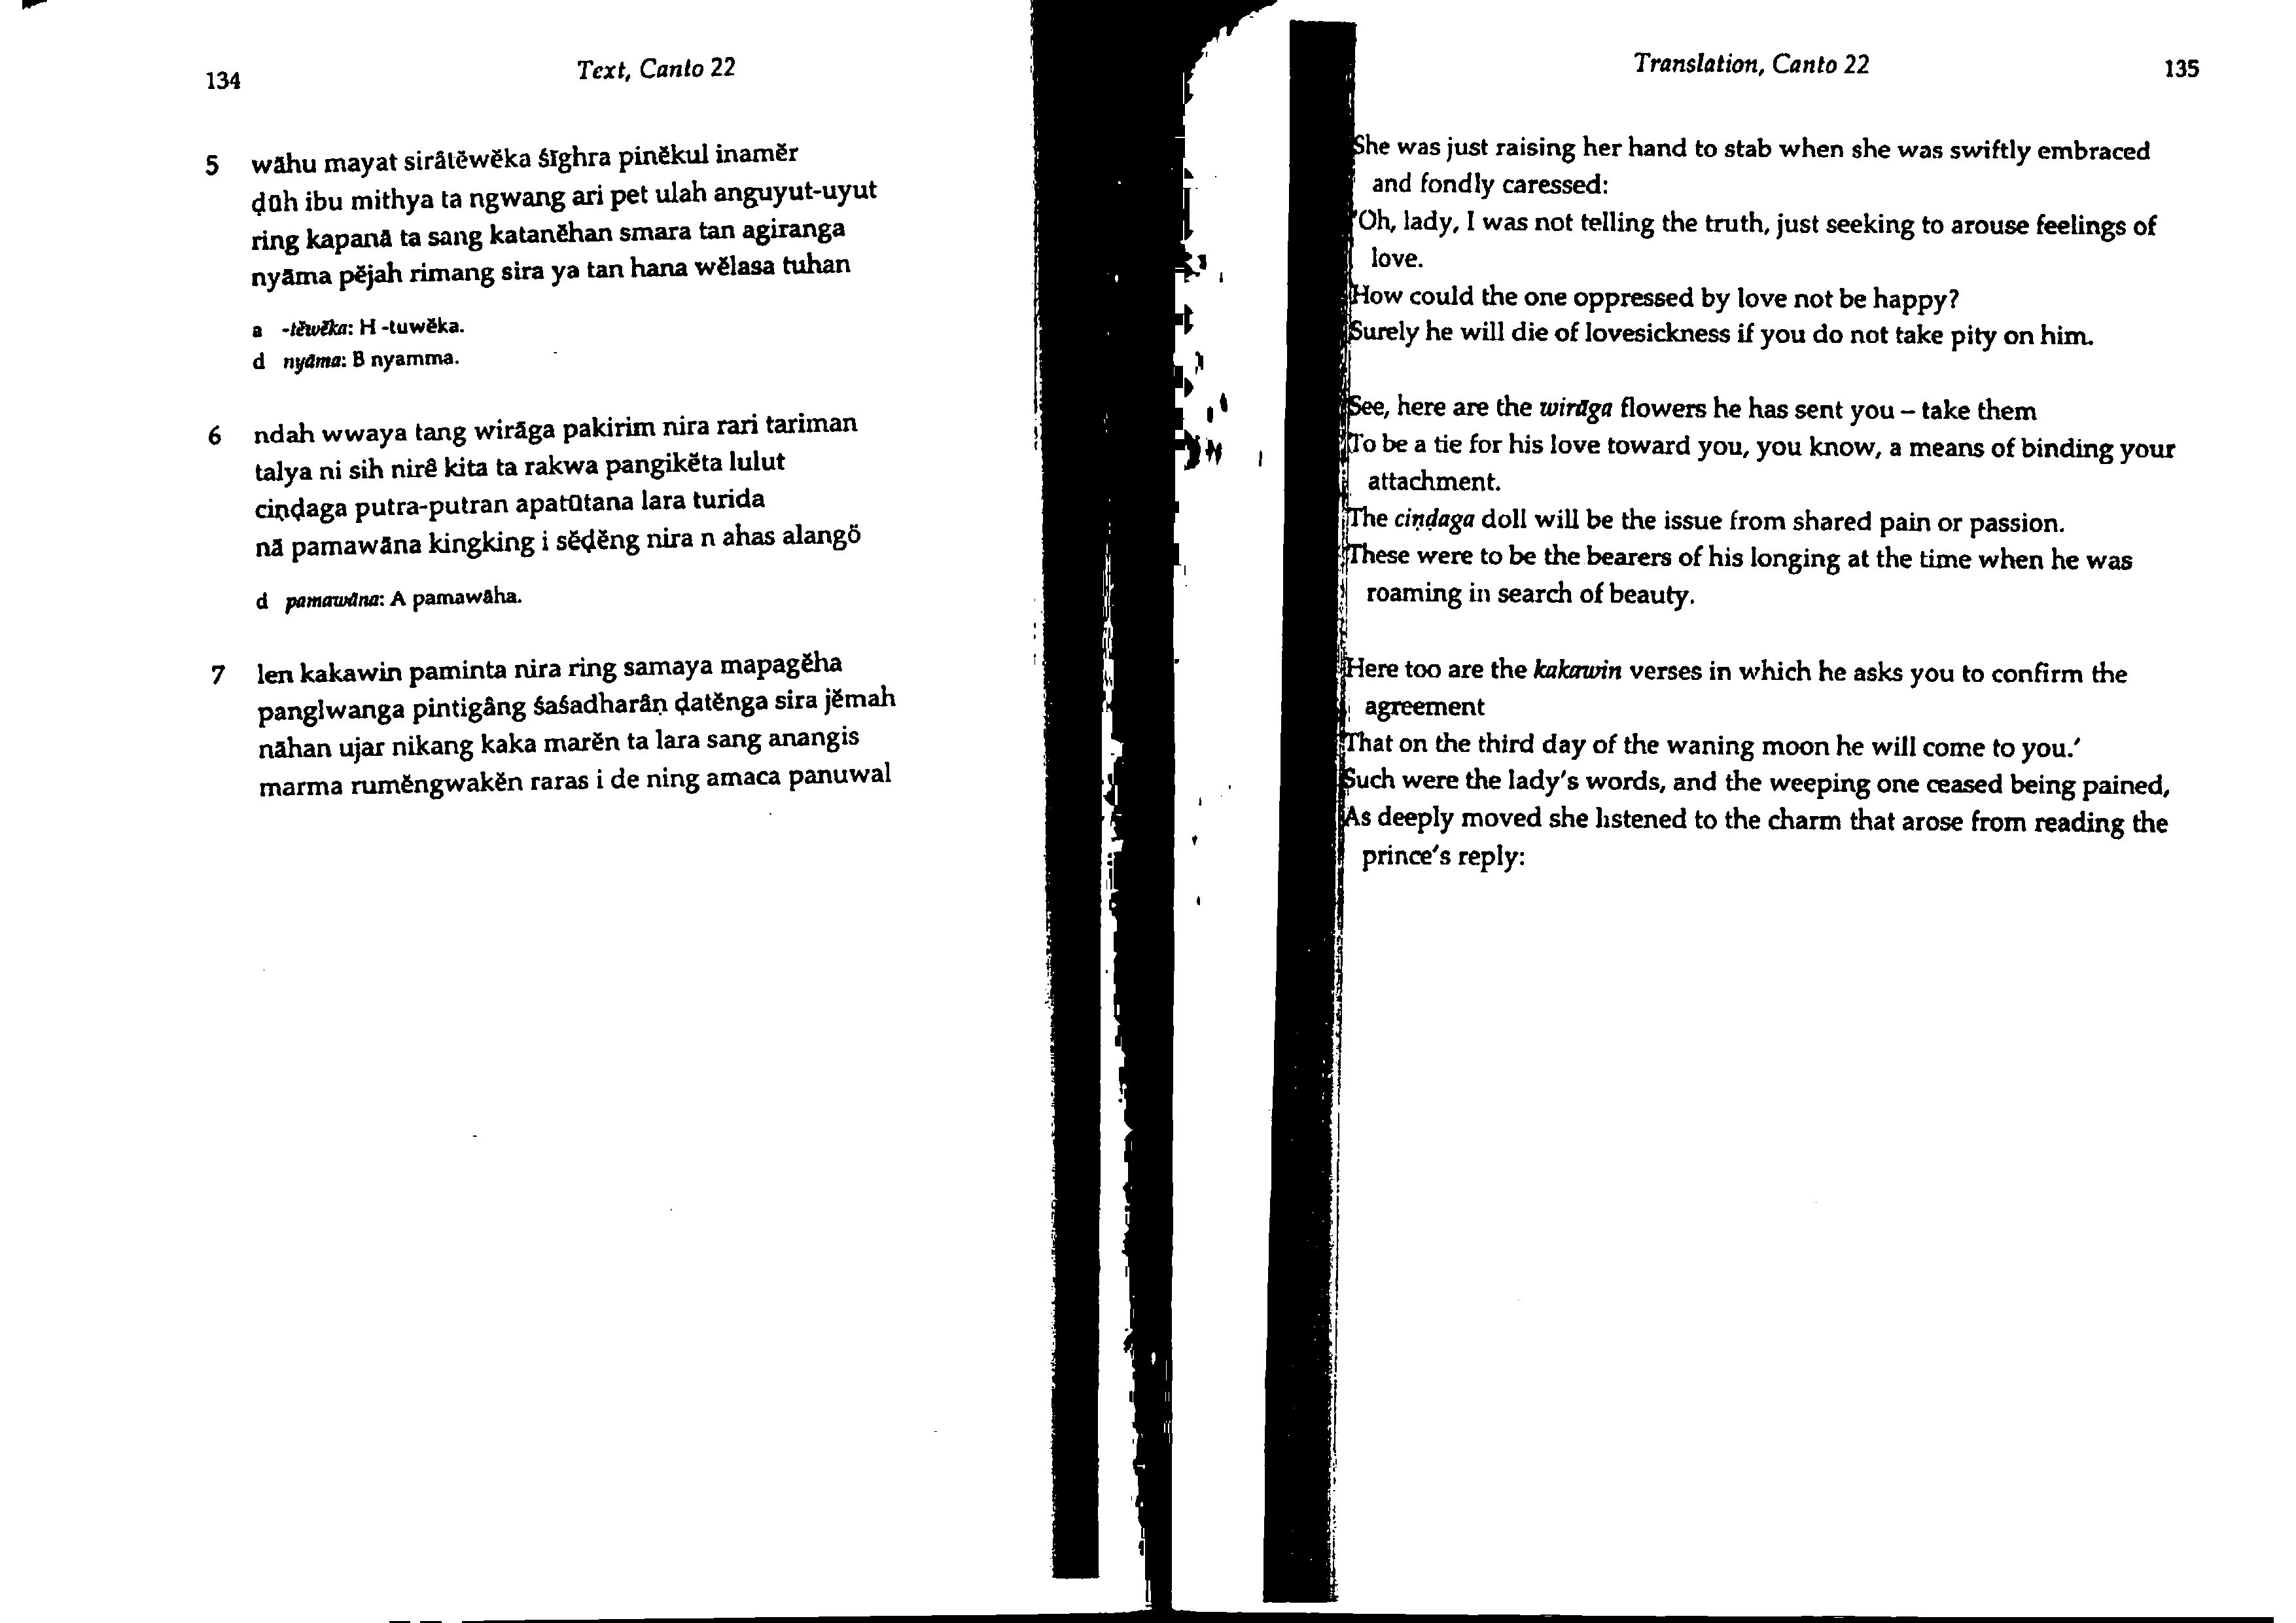 134
Text, Canto 22
5 wāhu mayat sirâtĕwĕka śīghra pinĕkul inamĕr
ḍūh ibu mithya ta ngwang ari pet ulah anguyut-uyut
ring kapanā ta sang katanĕhan smara tan agiranga
nyāma pĕjah rimang sira ya tan hana wĕlasa tuhan
a -tĕwĕka: H -tuwĕka.
d nyāma: B nyamma.
6 ndah wwaya tang wirāga pakirim nira rari tariman
talya ni sih nirê kita ta rakwa pangikĕta lulut
ciṇḍaga putra-putran apatūtana lara turida
nā pamawāna kingking i sĕḍĕng nira n ahas alangö
d pamawāna: A pamawāha.
7 len kakawin paminta nira ring samaya mapagĕha
panglwanga pintigâng śaśadharâṇ ḍatĕnga sira jĕmah
nāhan ujar nikang kaka marĕn ta lara sang anangis
marma rumĕngwakĕn raras i de ning amaca panuwal
Translation, Canto 22
135
She was just raising her hand to stab when she was swiftly embraced
and fondly caressed:
'Oh, lady, I was not telling the truth, just seeking to arouse feelings of
love.
How could the one oppressed by love not be happy?
Surely he will die of lovesickness if you do not take pity on him.
See, here are the wirāga flowers he has sent you – take them
To be a tie for his love toward you, you know, a means of binding your
attachment.
The ciṇḍaga doll will be the issue from shared pain or passion.
These were to be the bearers of his longing at the time when he was
roaming in search of beauty.
Here too are the kakawin verses in which he asks you to confirm the
agreement
That on the third day of the waning moon he will come to you.'
Such were the lady's words, and the weeping one ceased being pained,
As deeply moved she listened to the charm that arose from reading the
prince's reply: